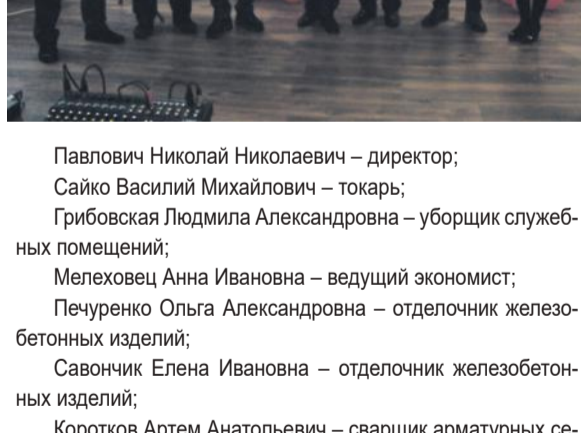 Павлович Николай Николаевич – директор;
Сайко Василий Михайлович – токарь;
Грибовская Людмила Александровна – уборщик служеб-
ных помещений;
Мелеховец Анна Ивановна – ведущий экономист;
Печуренко Ольга Александровна – отделочник железо-
бетонных изделий;
Савончик Елена Ивановна – отделочник железобетон-
ных изделий;
Коротков Артем Анатольевич – сварщик арматурных се-